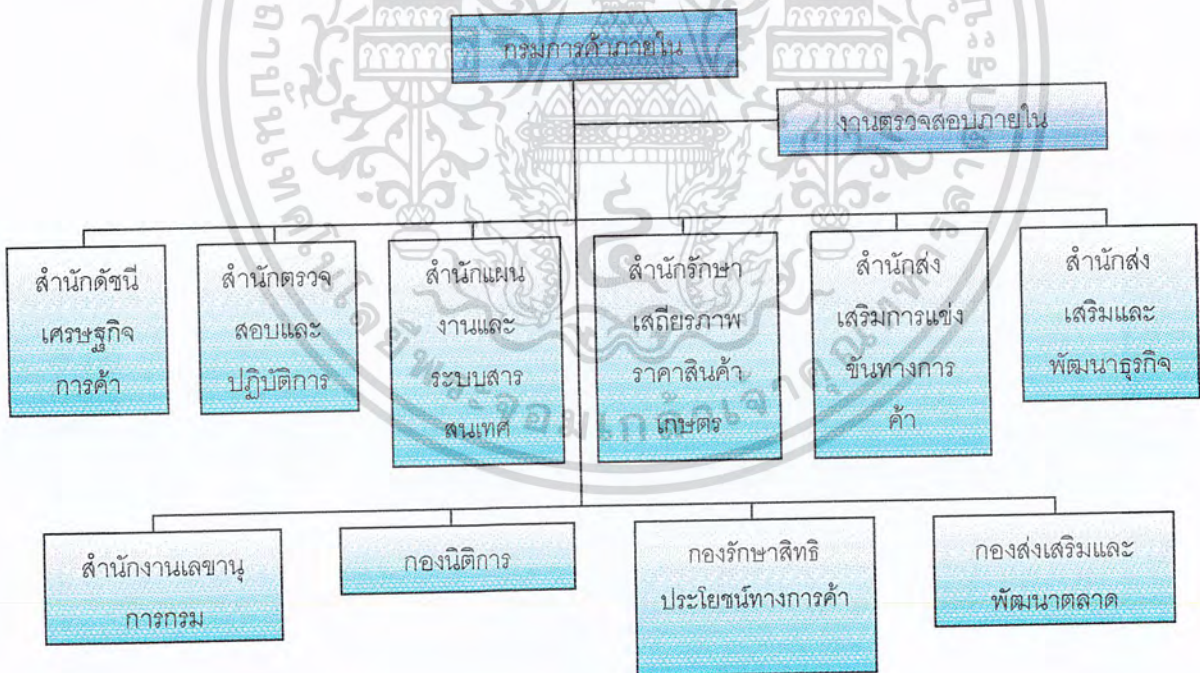 กรมการค้าภายใน
งานตรวจสอบภายใน
สำนักดัชนี
เศรษฐกิจ
การค้า
สำนักตรวจ
สอบและ
ปฏิบัติการ
สำนักแผน
งานและ
ระบบสาร
สนเทศ
สำนักรักษา
เสถียรภาพ
ราคาสินค้า
เกษตร
สำนักส่ง
เสริมการแข่ง
ขันทางการ
ค้า
สำนักส่ง
เสริมและ
พัฒนาธุรกิจ
สำนักงานเลขานุ
การกรม
กองนิติการ
กองรักษาสิทธิ
ประโยชน์ทางการค้า
กองส่งเสริมและ
พัฒนาตลาด